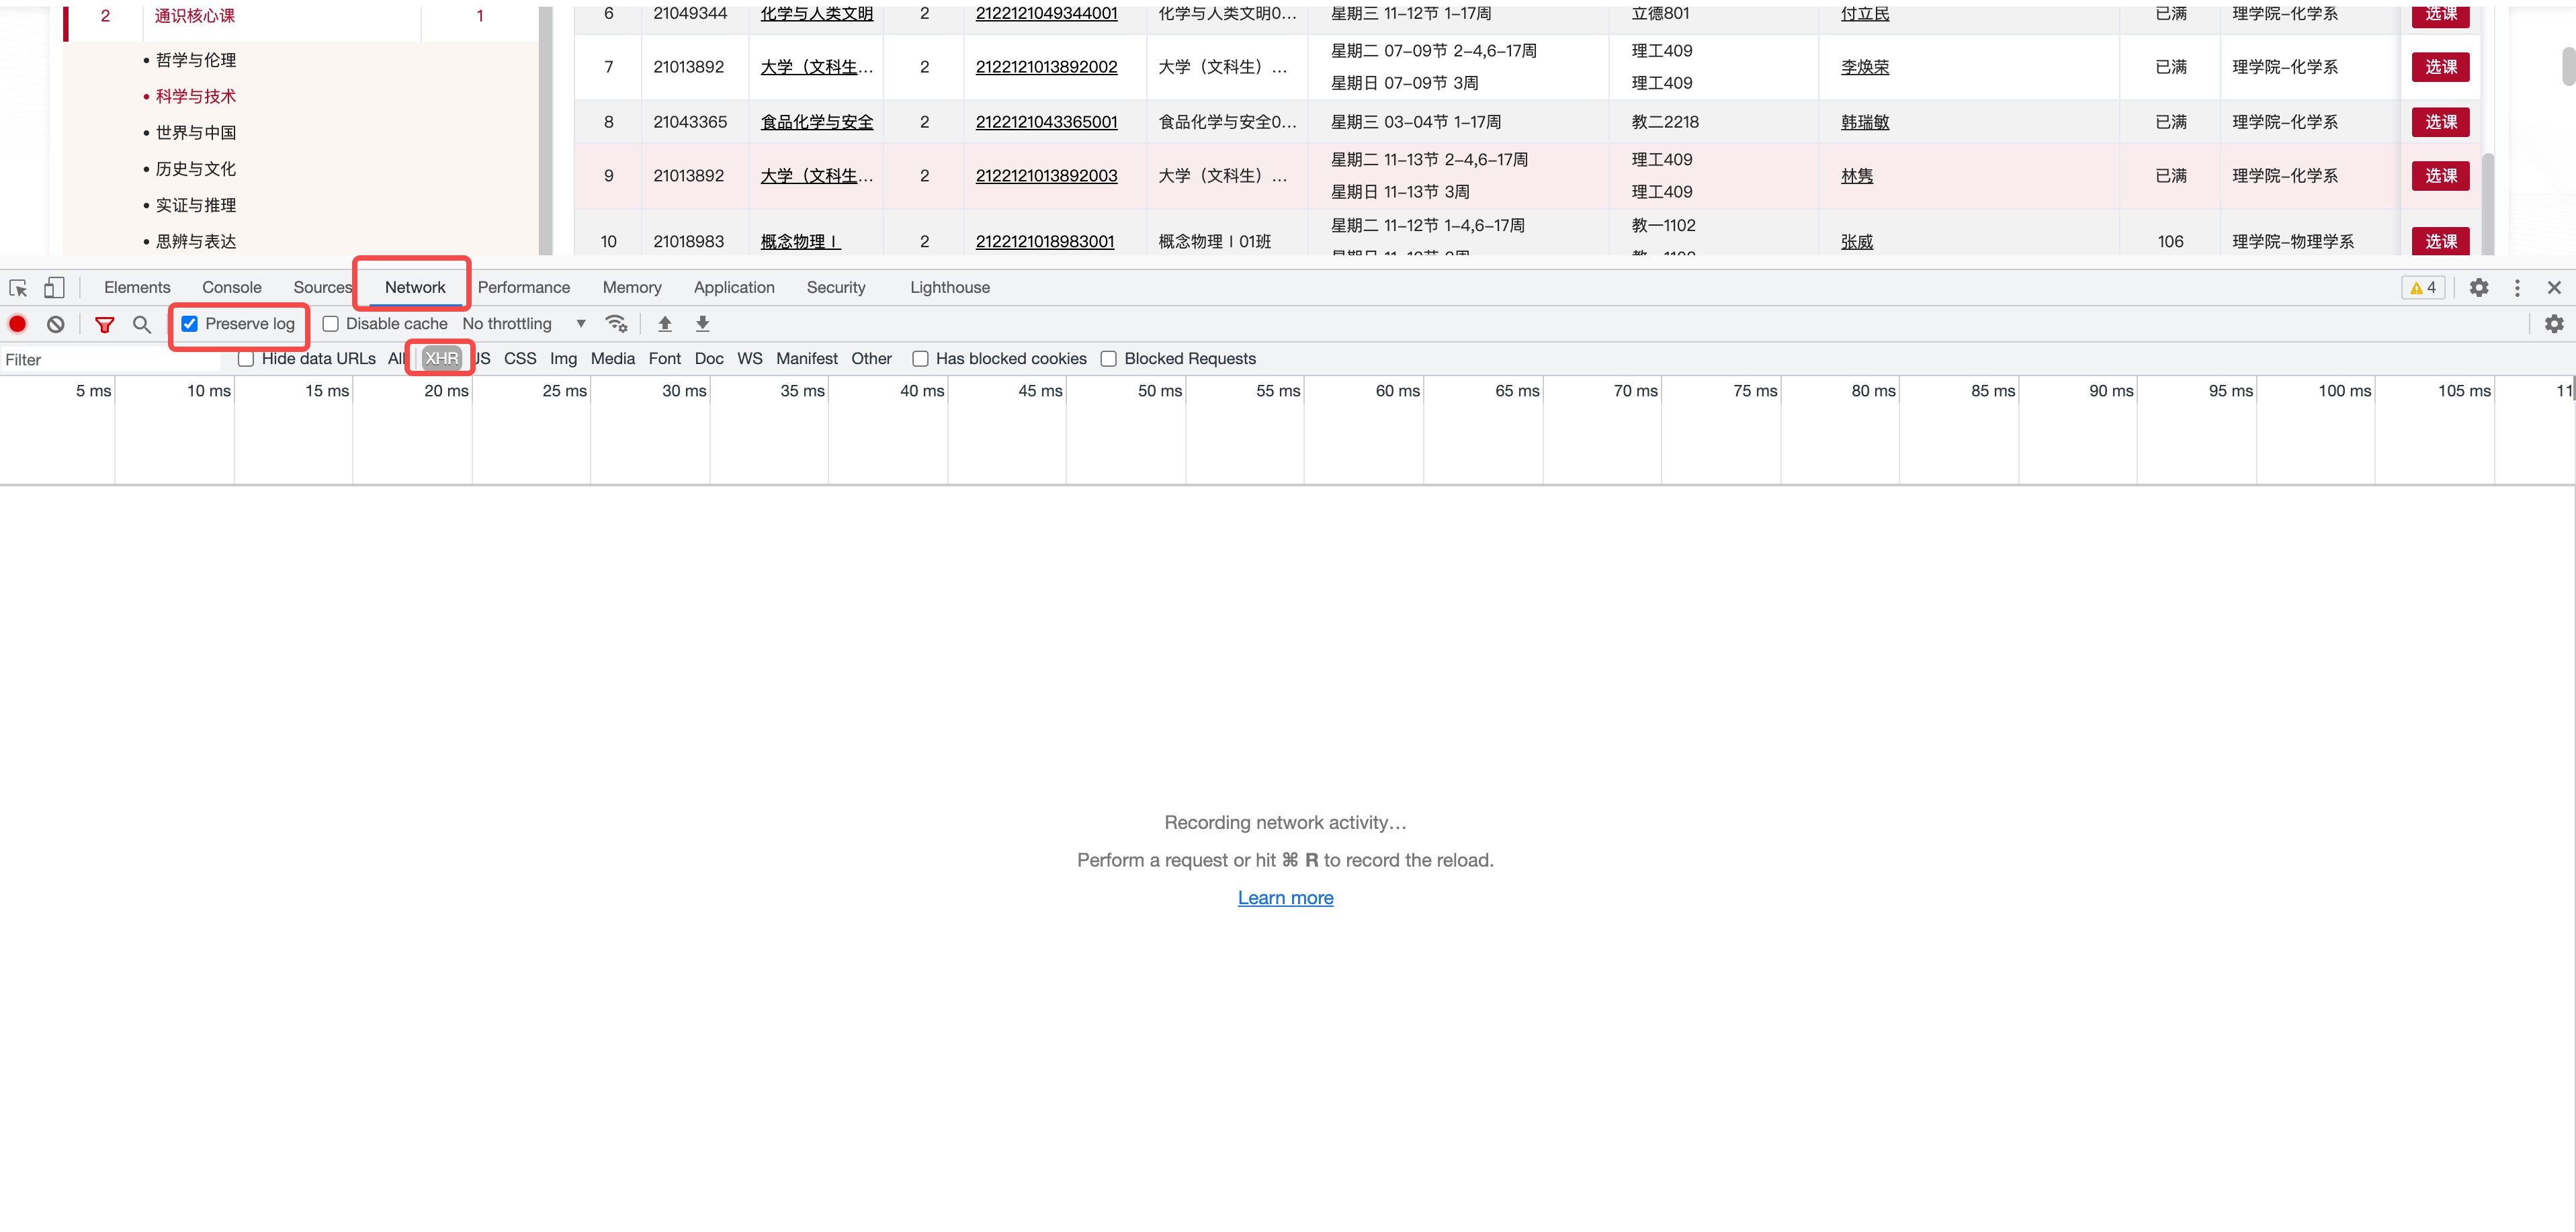 2 通识核心课 1
• 哲学与伦理
• 科学与技术
• 世界与中国
• 历史与文化
• 实证与推理
• 思辨与表达
6 21049344 化学与人类文明 2 2122121049344001 化学与人类文明0... 星期三 11–12节 1–17周 立德801 付立民 已满 理学院–化学系 选课
7 21013892 大学（文科生... 2 2122121013892002 大学（文科生）... 星期二 07–09节 2–4,6–17周 理工409 李焕荣 已满 理学院–化学系 选课
星期日 07–09节 3周 理工409
8 21043365 食品化学与安全 2 2122121043365001 食品化学与安全0... 星期三 03–04节 1–17周 教二2218 韩瑞敏 已满 理学院–化学系 选课
9 21013892 大学（文科生... 2 2122121013892003 大学（文科生）... 星期二 11–13节 2–4,6–17周 理工409 林隽 已满 理学院–化学系 选课
星期日 11–13节 3周 理工409
10 21018983 概念物理Ⅰ 2 2122121018983001 概念物理Ⅰ01班 星期二 11–12节 1–4,6–17周 教一1102 张威 106 理学院–物理学系 选课
Elements Console Sources Network Performance Memory Application Security Lighthouse 4
Preserve log Disable cache No throttling
Filter Hide data URLs All XHR JS CSS Img Media Font Doc WS Manifest Other Has blocked cookies Blocked Requests
5 ms 10 ms 15 ms 20 ms 25 ms 30 ms 35 ms 40 ms 45 ms 50 ms 55 ms 60 ms 65 ms 70 ms 75 ms 80 ms 85 ms 90 ms 95 ms 100 ms 105 ms 11
Recording network activity…
Perform a request or hit ⌘ R to record the reload.
Learn more